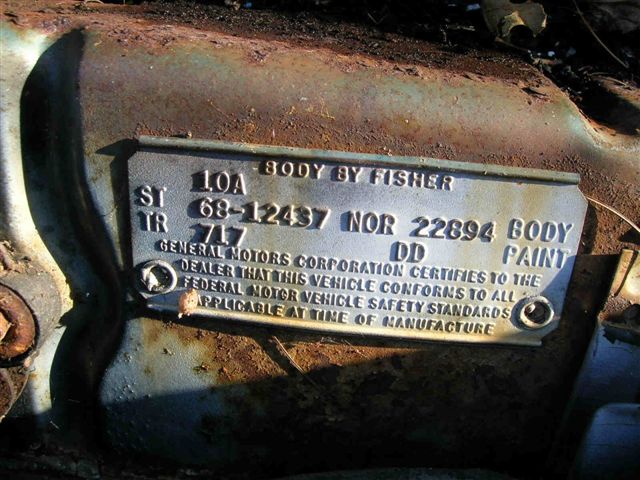 BODY BY FISHER
10A
ST 68-12437 NOR 22894 BODY
TR 717 DD PAINT
GENERAL MOTORS CORPORATION CERTIFIES TO THE
DEALER THAT THIS VEHICLE CONFORMS TO ALL
FEDERAL MOTOR VEHICLE SAFETY STANDARDS
APPLICABLE AT TIME OF MANUFACTURE